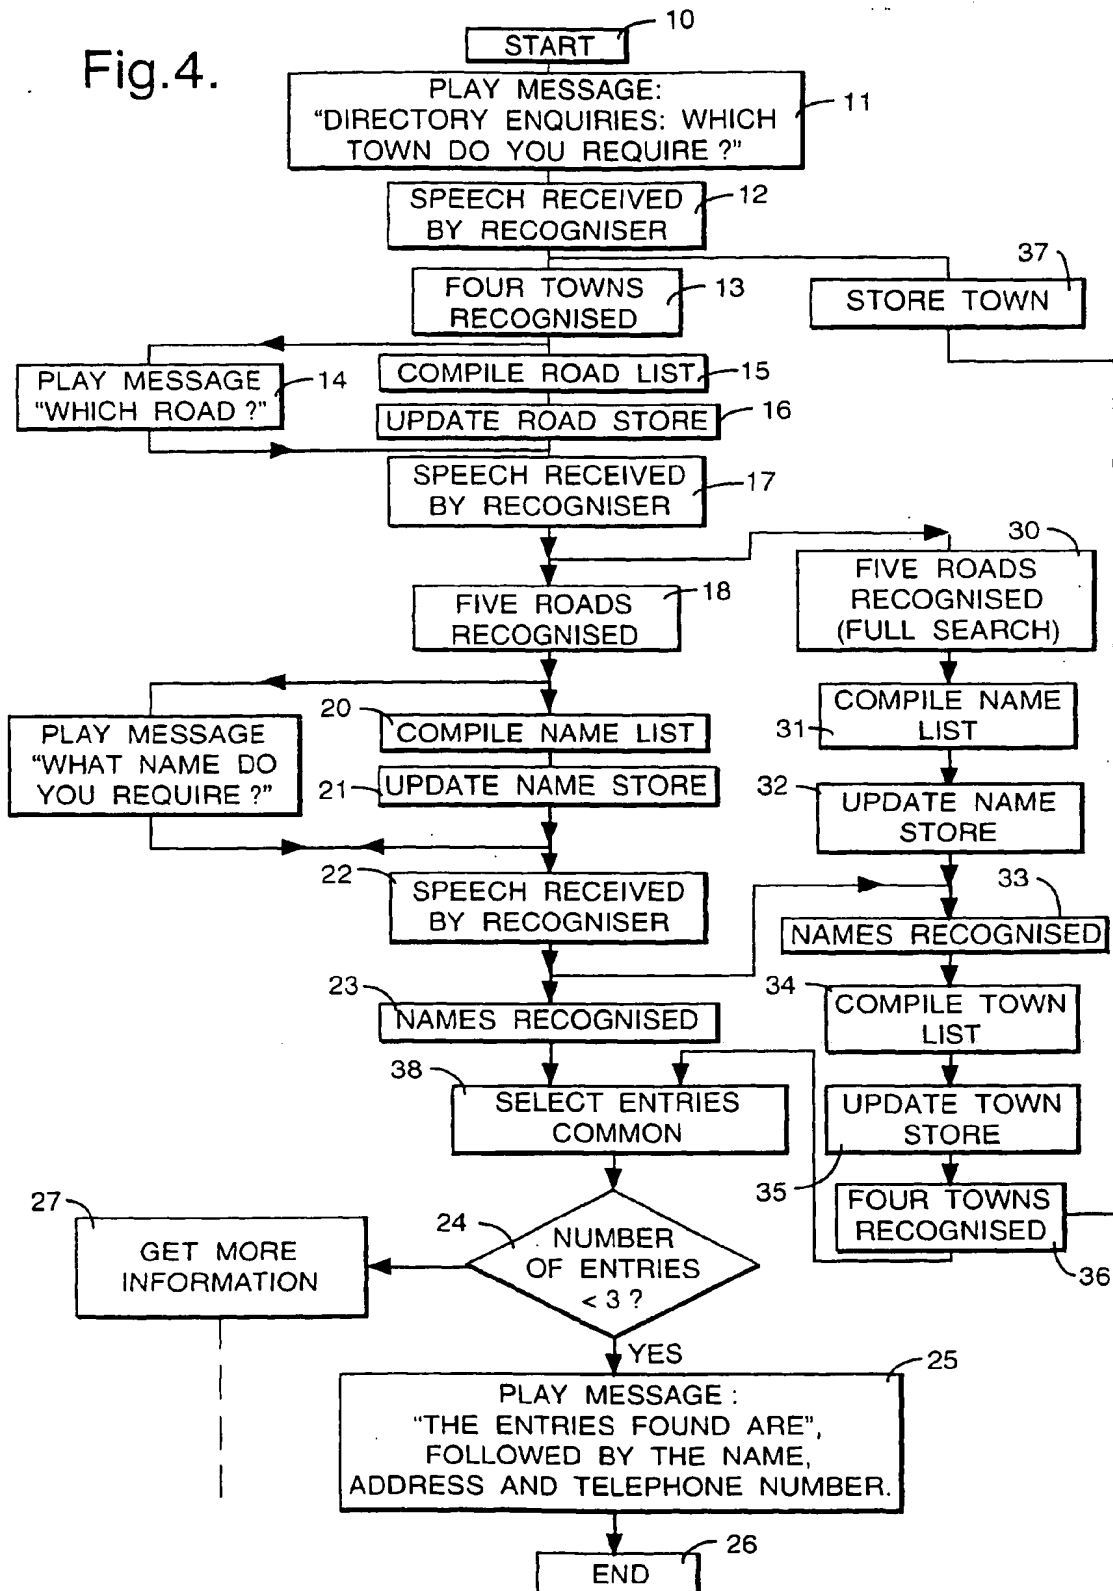 Fig.4.
10
START
PLAY MESSAGE:
"DIRECTORY ENQUIRIES: WHICH
TOWN DO YOU REQUIRE ?"
11
SPEECH RECEIVED
BY RECOGNISER
12
FOUR TOWNS
RECOGNISED
13
37
STORE TOWN
PLAY MESSAGE
"WHICH ROAD ?"
14
COMPILE ROAD LIST
15
UPDATE ROAD STORE
16
SPEECH RECEIVED
BY RECOGNISER
17
FIVE ROADS
RECOGNISED
18
30
FIVE ROADS
RECOGNISED
(FULL SEARCH)
PLAY MESSAGE
"WHAT NAME DO
YOU REQUIRE ?"
20
COMPILE NAME LIST
21
UPDATE NAME STORE
COMPILE NAME
LIST
31
32
UPDATE NAME
STORE
22
SPEECH RECEIVED
BY RECOGNISER
33
NAMES RECOGNISED
23
NAMES RECOGNISED
34
COMPILE TOWN
LIST
38
SELECT ENTRIES
COMMON
UPDATE TOWN
STORE
35
FOUR TOWNS
RECOGNISED
36
27
GET MORE
INFORMATION
24
NUMBER
OF ENTRIES
< 3 ?
YES
25
PLAY MESSAGE :
"THE ENTRIES FOUND ARE",
FOLLOWED BY THE NAME,
ADDRESS AND TELEPHONE NUMBER.
26
END